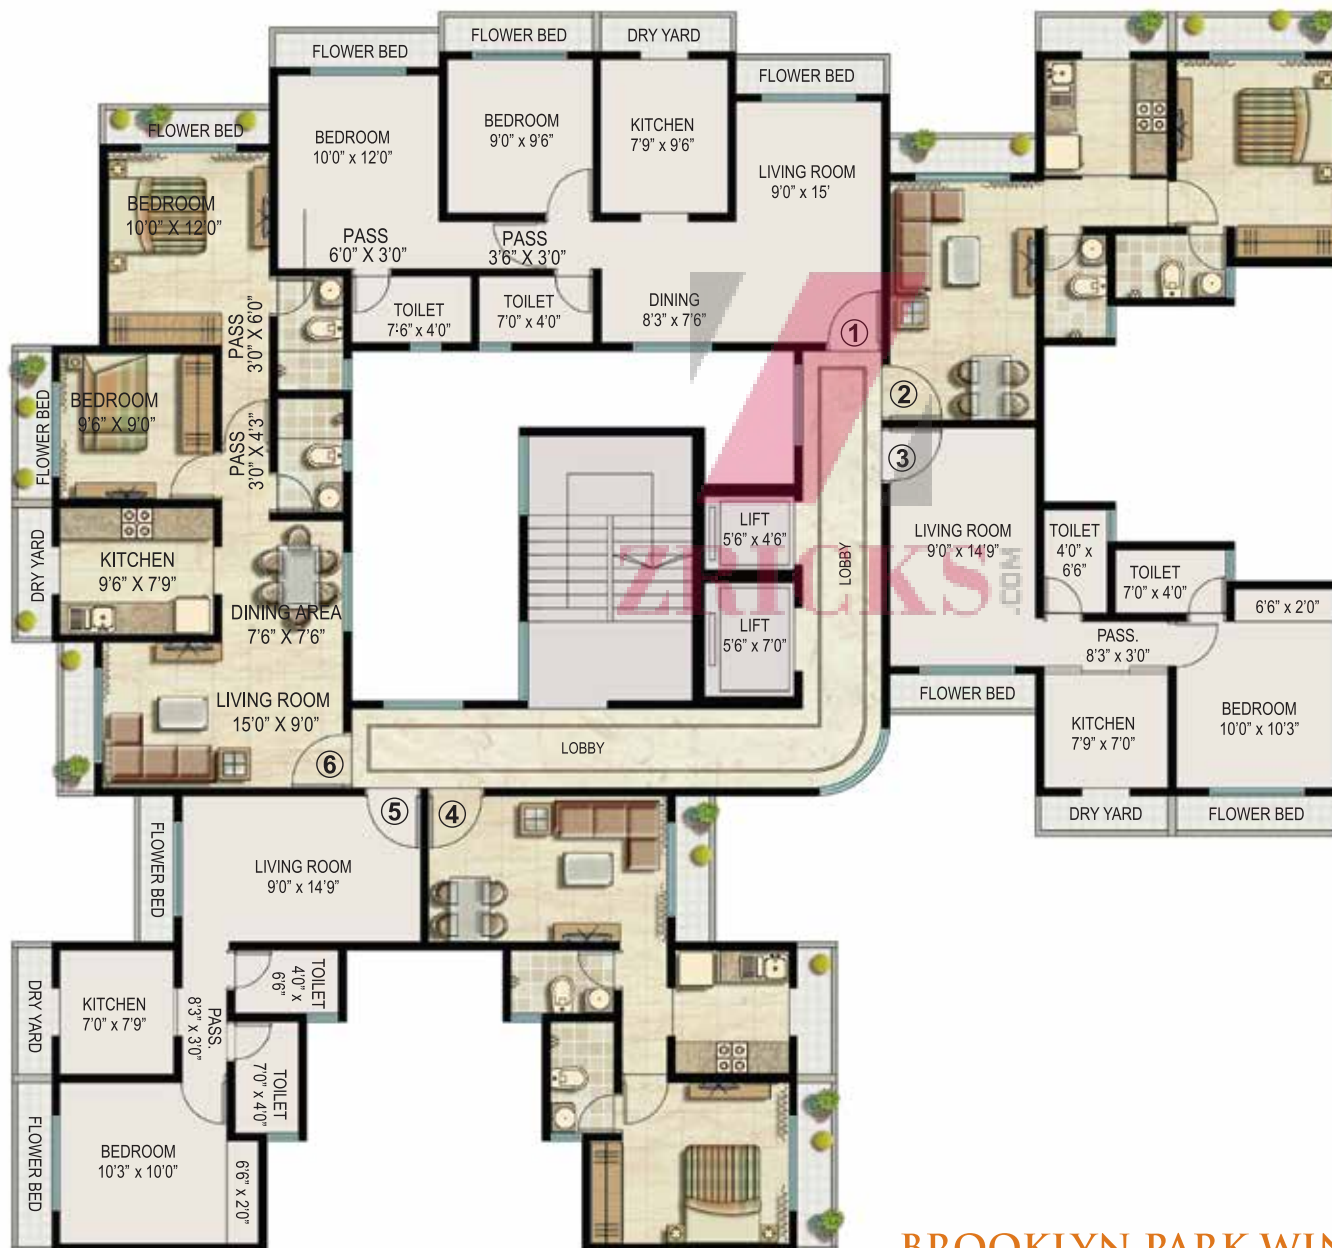 FLOWER BED
DRY YARD
FLOWER BED
FLOWER BED
FLOWER BED
BEDROOM
10'0" x 12'0"
BEDROOM
9'0" x 9'6"
KITCHEN
7'9" x 9'6"
LIVING ROOM
9'0" x 15'
BEDROOM
10'0" X 12'0"
PASS
6'0" X 3'0"
PASS
3'6" X 3'0"
TOILET
7'6" x 4'0"
TOILET
7'0" x 4'0"
DINING
8'3" x 7'6"
PASS
3'0" X 6'0"
1
2
3
FLOWER BED
BEDROOM
9'6" X 9'0"
PASS
3'0" X 4'3"
DRY YARD
KITCHEN
9'6" X 7'9"
DINING AREA
7'6" X 7'6"
LIVING ROOM
15'0" X 9'0"
6
LIFT
5'6" x 4'6"
LIFT
5'6" x 7'0"
LOBBY
LOBBY
ZRICKS
.COM
LIVING ROOM
9'0" x 14'9"
TOILET
4'0" x
6'6"
TOILET
7'0" x 4'0"
6'6" x 2'0"
PASS.
8'3" x 3'0"
FLOWER BED
KITCHEN
7'9" x 7'0"
BEDROOM
10'0" x 10'3"
DRY YARD
FLOWER BED
5
4
FLOWER BED
LIVING ROOM
9'0" x 14'9"
TOILET
4'0" x
6'6"
DRY YARD
KITCHEN
7'0" x 7'9"
PASS.
8'3" x 3'0"
TOILET
7'0" x 4'0"
FLOWER BED
BEDROOM
10'3" x 10'0"
6'6" x 2'0"
BROOKLYN PARK WIN